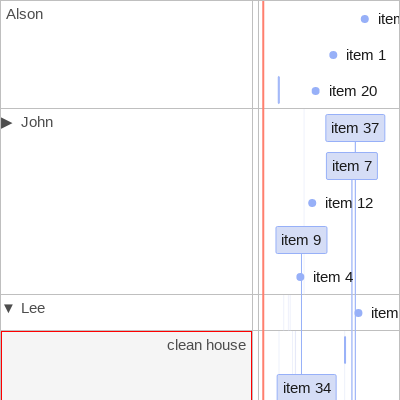 Alson
item 1
item 20
▶ John
item 37
item 7
item 12
item 9
item 4
▼ Lee
item
clean house
item 34